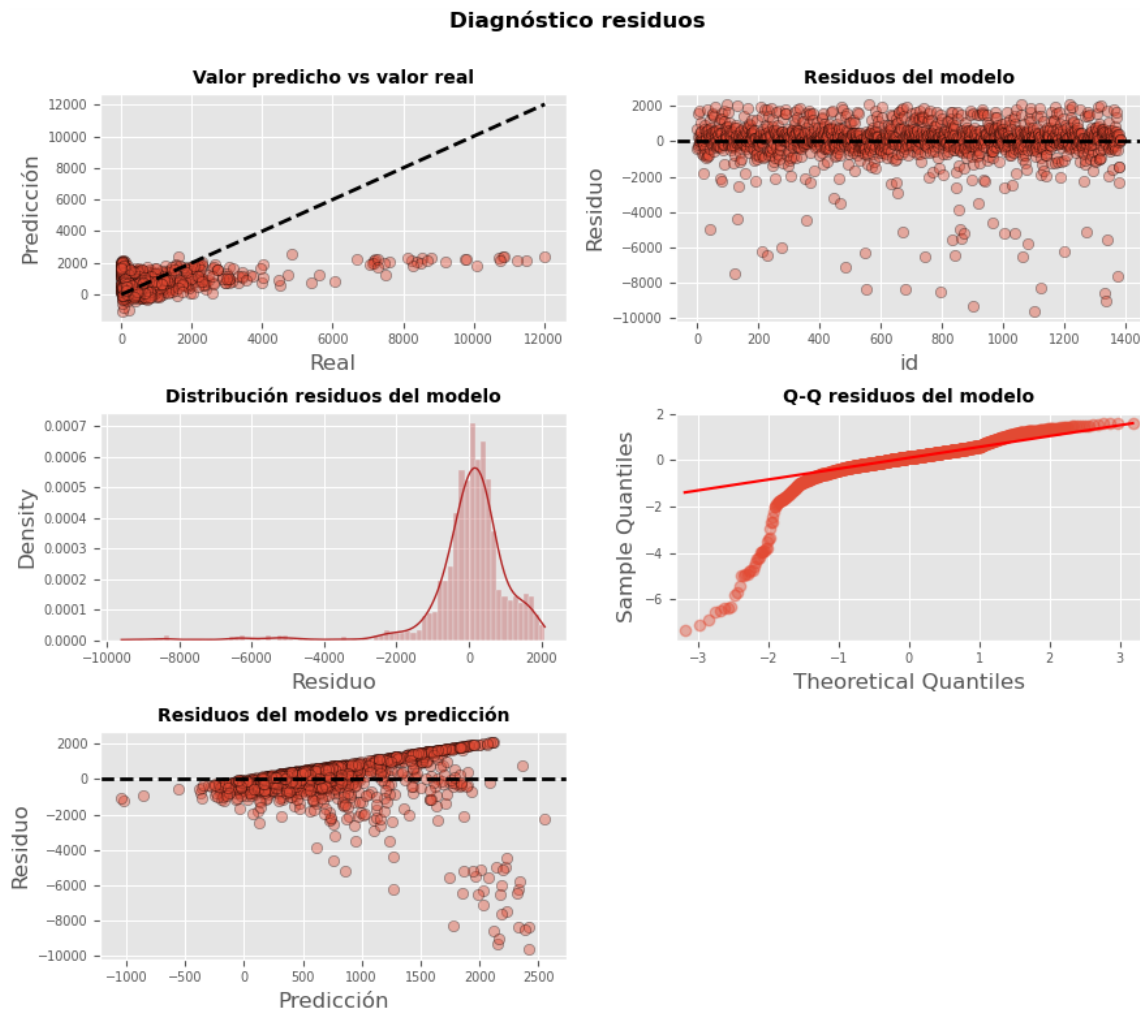 Diagnóstico residuos
Valor predicho vs valor real
12000
10000
8000
6000
4000
2000
0
Predicción
0 2000 4000 6000 8000 10000 12000
Real
Residuos del modelo
2000
0
−2000
−4000
−6000
−8000
−10000
Residuo
0 200 400 600 800 1000 1200 1400
id
Distribución residuos del modelo
0.0007
0.0006
0.0005
0.0004
0.0003
0.0002
0.0001
0.0000
Density
−10000 −8000 −6000 −4000 −2000 0 2000
Residuo
Q-Q residuos del modelo
2
0
−2
−4
−6
Sample Quantiles
−3 −2 −1 0 1 2 3
Theoretical Quantiles
Residuos del modelo vs predicción
2000
0
−2000
−4000
−6000
−8000
−10000
Residuo
−1000 −500 0 500 1000 1500 2000 2500
Predicción